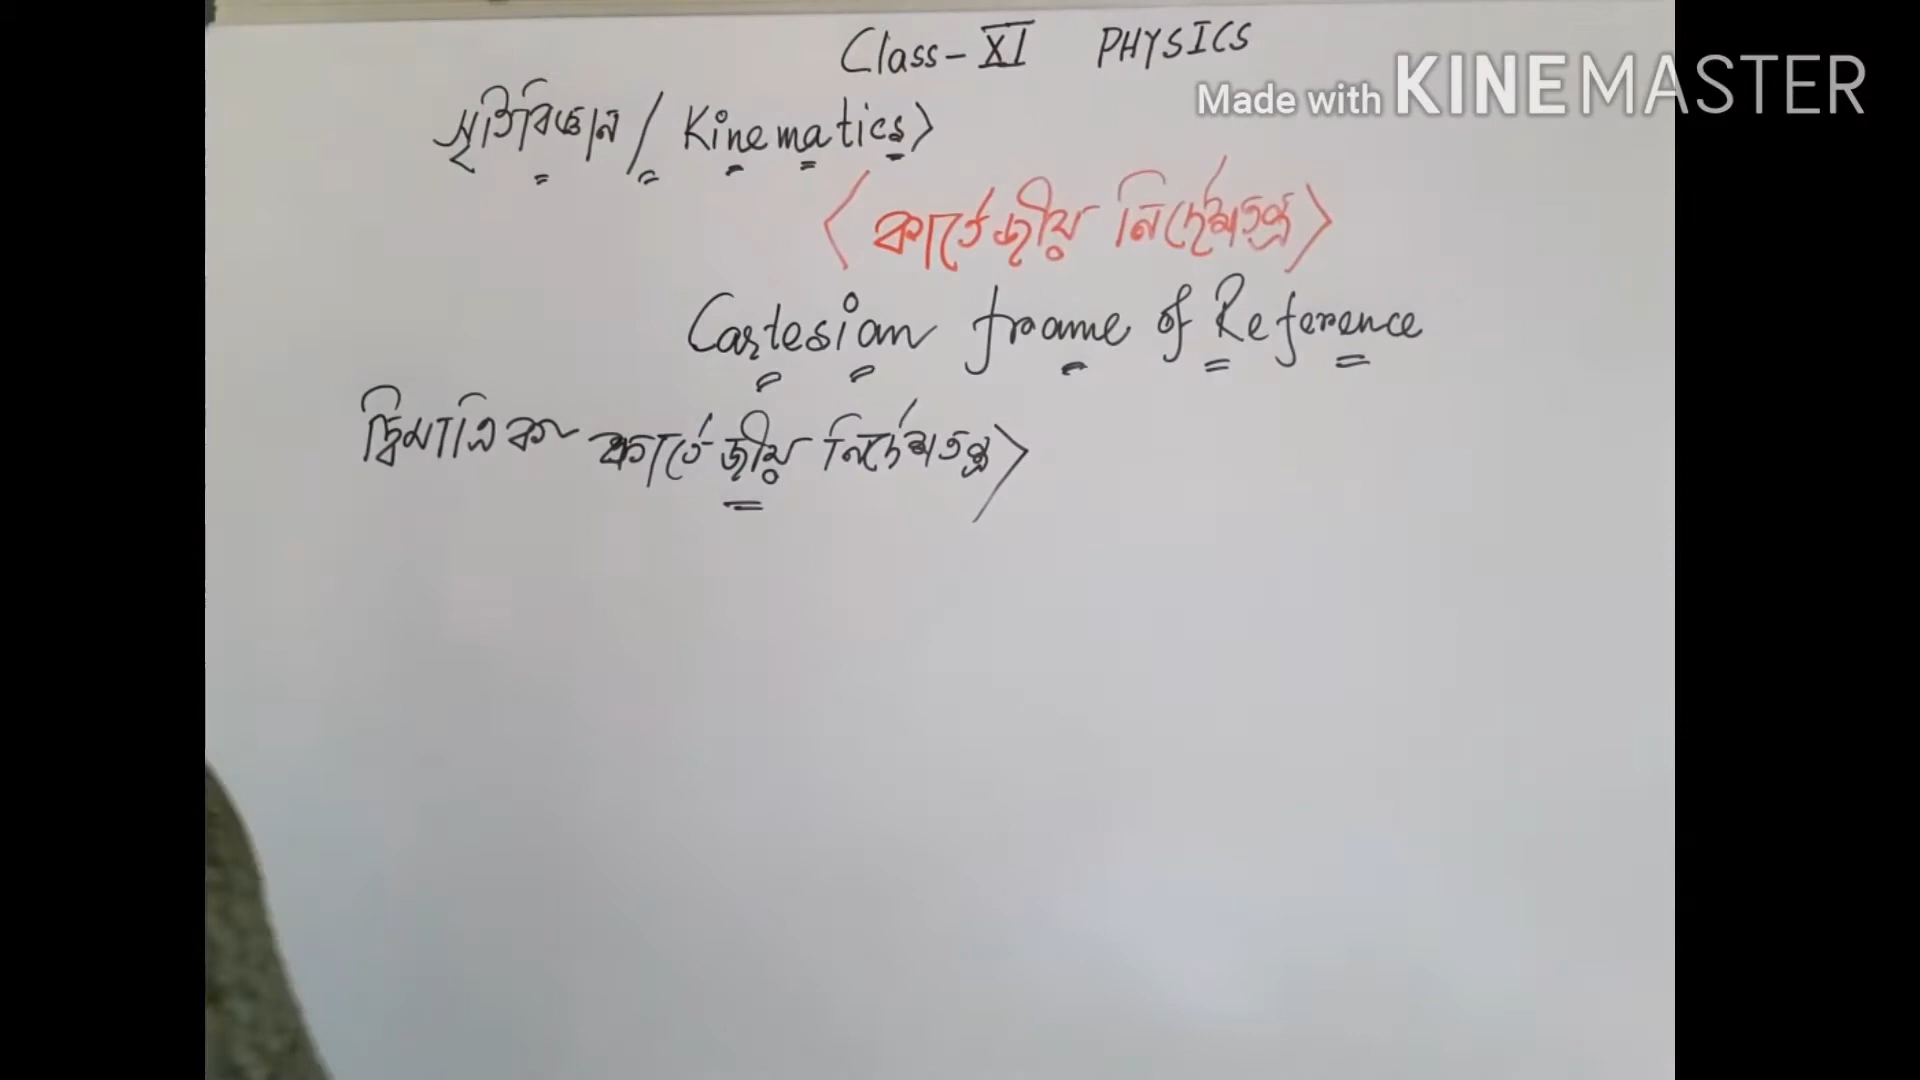 Class-XI PHYSICS
Made with KINEMASTER
সৃতিবিজ্ঞান / Kinematics>
<কার্তেজীয় নির্দেশতন্ত্র>
Cartesian frame of Reference
দ্বিমাত্রিক কার্তেজীয় নির্দেশতন্ত্র>